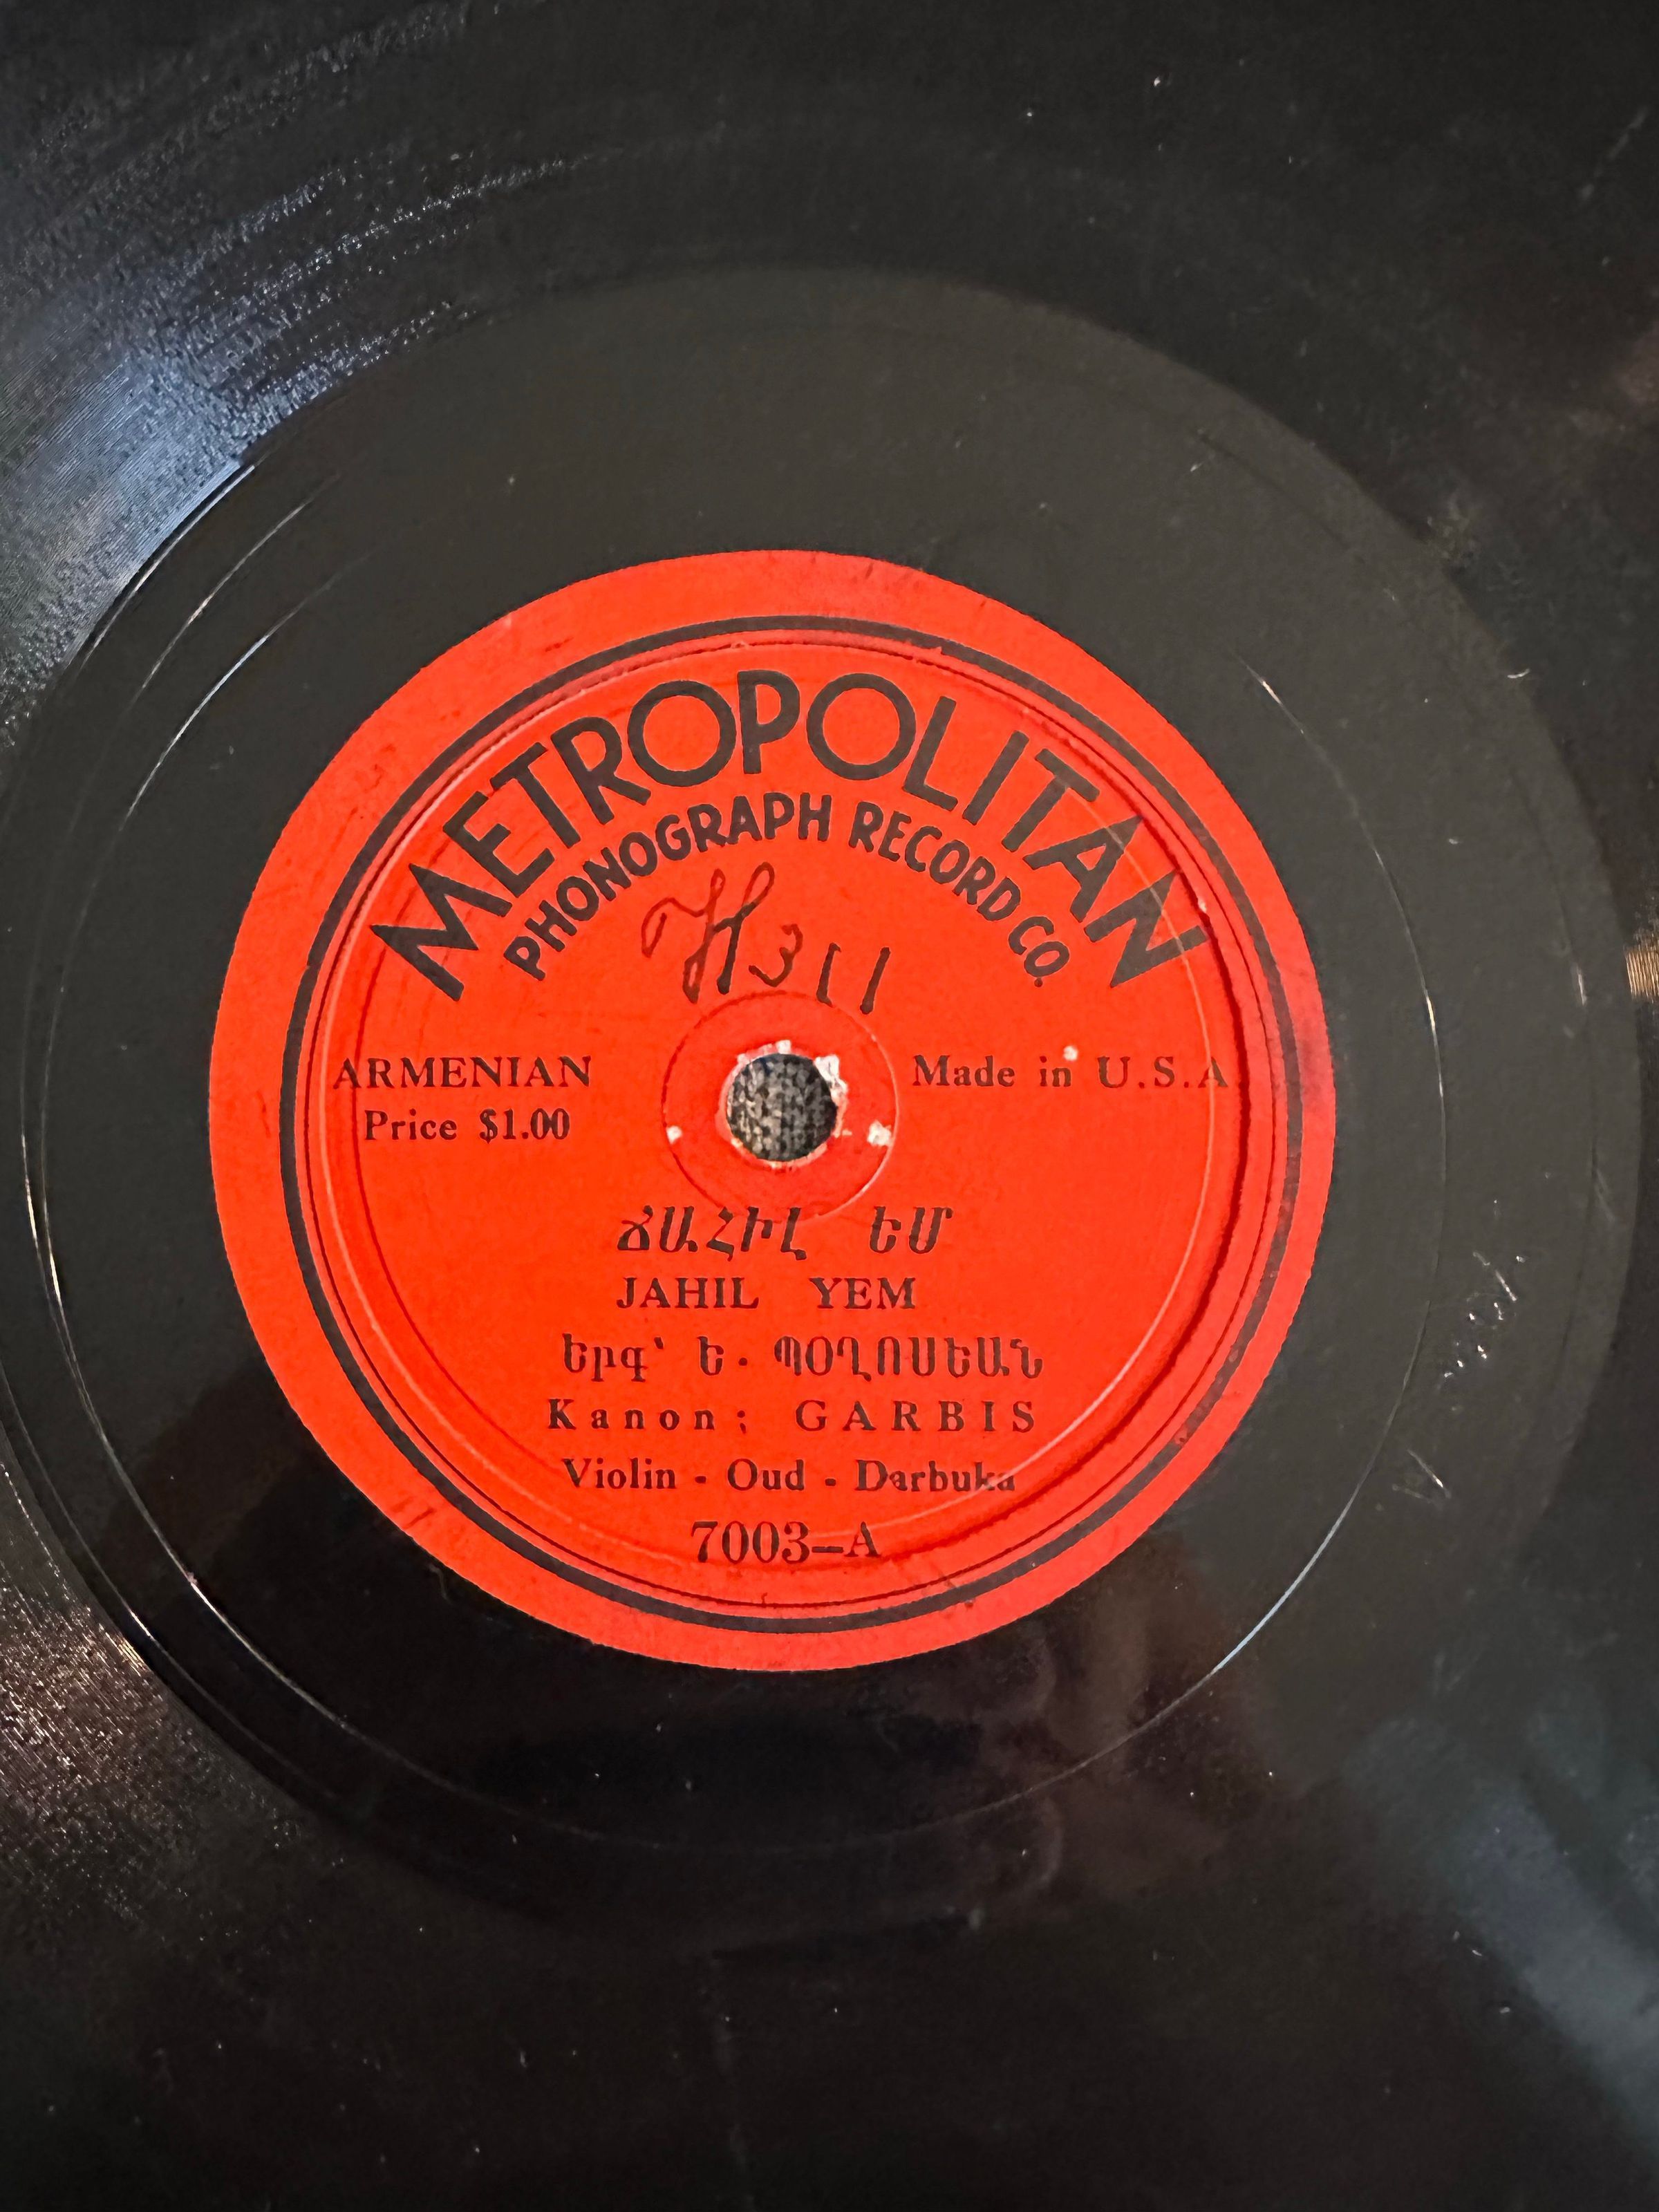 METROPOLITAN
PHONOGRAPH RECORD CO.
H311
ARMENIAN
Price $1.00
Made in U.S.A
ՃԱՀԻԼ ԵՄ
JAHIL YEM
Երգ՝ Ե. ՊՕՂՈՍԵԱՆ
Kanon; GARBIS
Violin - Oud - Darbuka
7003-A